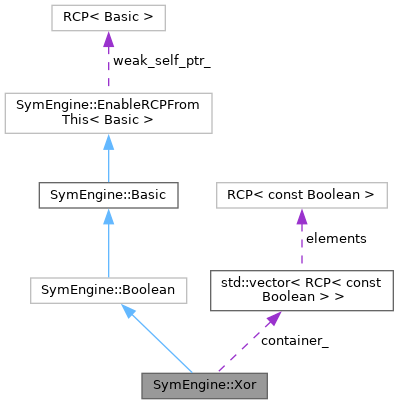 RCP< Basic >
weak_self_ptr_
SymEngine::EnableRCPFrom
This< Basic >
SymEngine::Basic
RCP< const Boolean >
elements
SymEngine::Boolean
std::vector< RCP< const
Boolean > >
container_
SymEngine::Xor